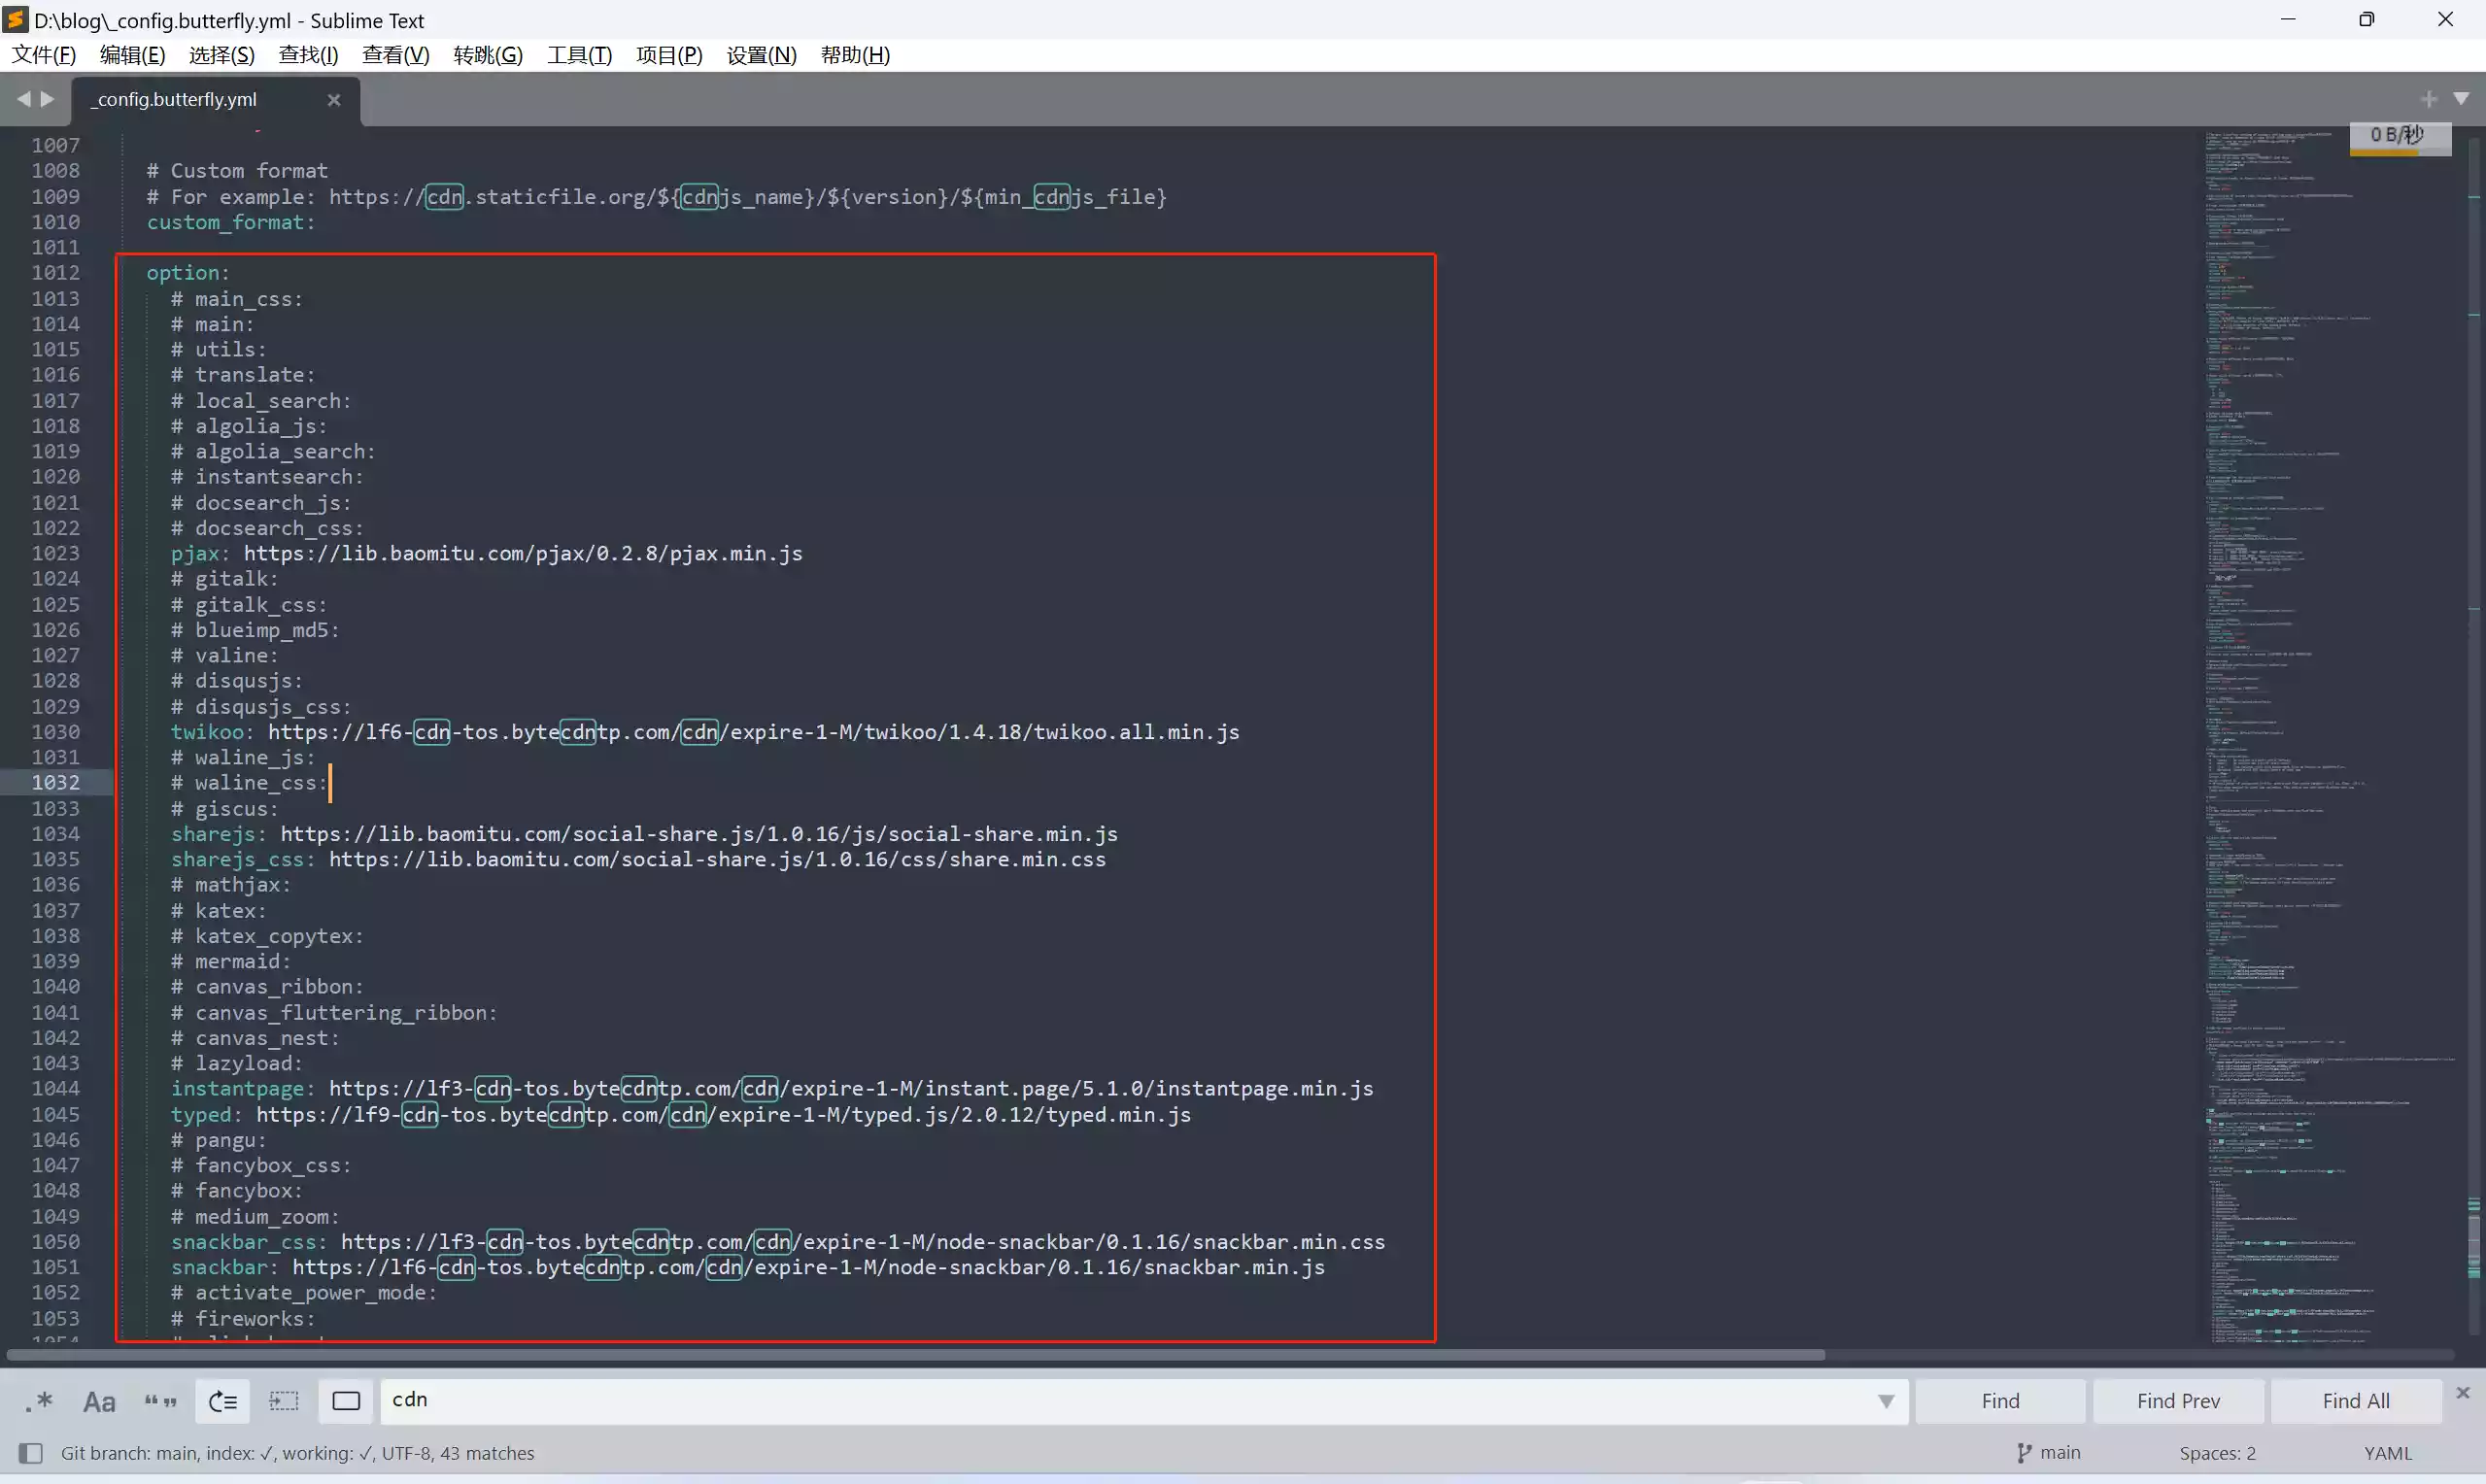 D:\blog\_config.butterfly.yml - Sublime Text
文件(F) 编辑(E) 选择(S) 查找(I) 查看(V) 转跳(G) 工具(T) 项目(P) 设置(N) 帮助(H)
_config.butterfly.yml
0 B/秒
1007
1008 # Custom format
1009 # For example: https://cdn.staticfile.org/${cdnjs_name}/${version}/${min_cdnjs_file}
1010 custom_format:
1011
1012 option:
1013 # main_css:
1014 # main:
1015 # utils:
1016 # translate:
1017 # local_search:
1018 # algolia_js:
1019 # algolia_search:
1020 # instantsearch:
1021 # docsearch_js:
1022 # docsearch_css:
1023 pjax: https://lib.baomitu.com/pjax/0.2.8/pjax.min.js
1024 # gitalk:
1025 # gitalk_css:
1026 # blueimp_md5:
1027 # valine:
1028 # disqusjs:
1029 # disqusjs_css:
1030 twikoo: https://lf6-cdn-tos.bytecdntp.com/cdn/expire-1-M/twikoo/1.4.18/twikoo.all.min.js
1031 # waline_js:
1032 # waline_css:
1033 # giscus:
1034 sharejs: https://lib.baomitu.com/social-share.js/1.0.16/js/social-share.min.js
1035 sharejs_css: https://lib.baomitu.com/social-share.js/1.0.16/css/share.min.css
1036 # mathjax:
1037 # katex:
1038 # katex_copytex:
1039 # mermaid:
1040 # canvas_ribbon:
1041 # canvas_fluttering_ribbon:
1042 # canvas_nest:
1043 # lazyload:
1044 instantpage: https://lf3-cdn-tos.bytecdntp.com/cdn/expire-1-M/instant.page/5.1.0/instantpage.min.js
1045 typed: https://lf9-cdn-tos.bytecdntp.com/cdn/expire-1-M/typed.js/2.0.12/typed.min.js
1046 # pangu:
1047 # fancybox_css:
1048 # fancybox:
1049 # medium_zoom:
1050 snackbar_css: https://lf3-cdn-tos.bytecdntp.com/cdn/expire-1-M/node-snackbar/0.1.16/snackbar.min.css
1051 snackbar: https://lf6-cdn-tos.bytecdntp.com/cdn/expire-1-M/node-snackbar/0.1.16/snackbar.min.js
1052 # activate_power_mode:
1053 # fireworks:
.* Aa “” cdn Find Find Prev Find All
Git branch: main, index: ✓, working: ✓, UTF-8, 43 matches main Spaces: 2 YAML